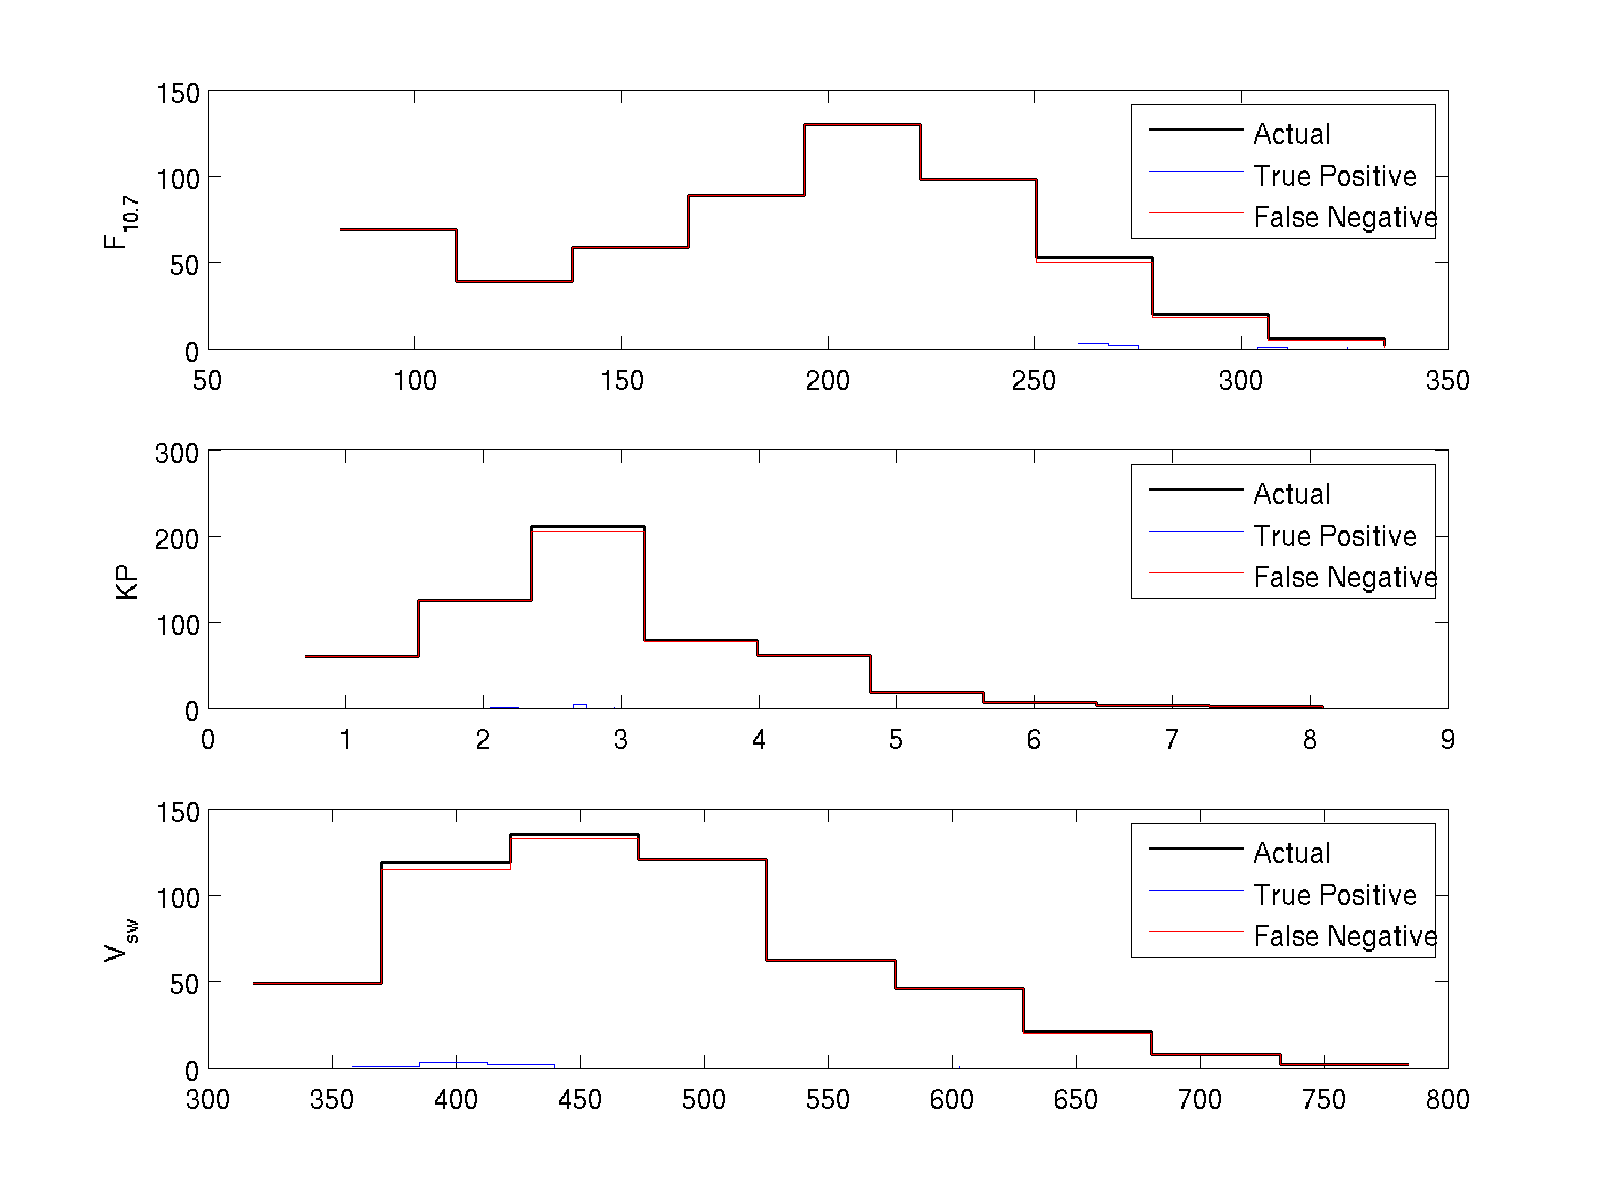 150
100
50
0
F10.7
Actual
True Positive
False Negative
50 100 150 200 250 300 350
300
200
100
0
KP
Actual
True Positive
False Negative
0 1 2 3 4 5 6 7 8 9
150
100
50
0
Vsw
Actual
True Positive
False Negative
300 350 400 450 500 550 600 650 700 750 800